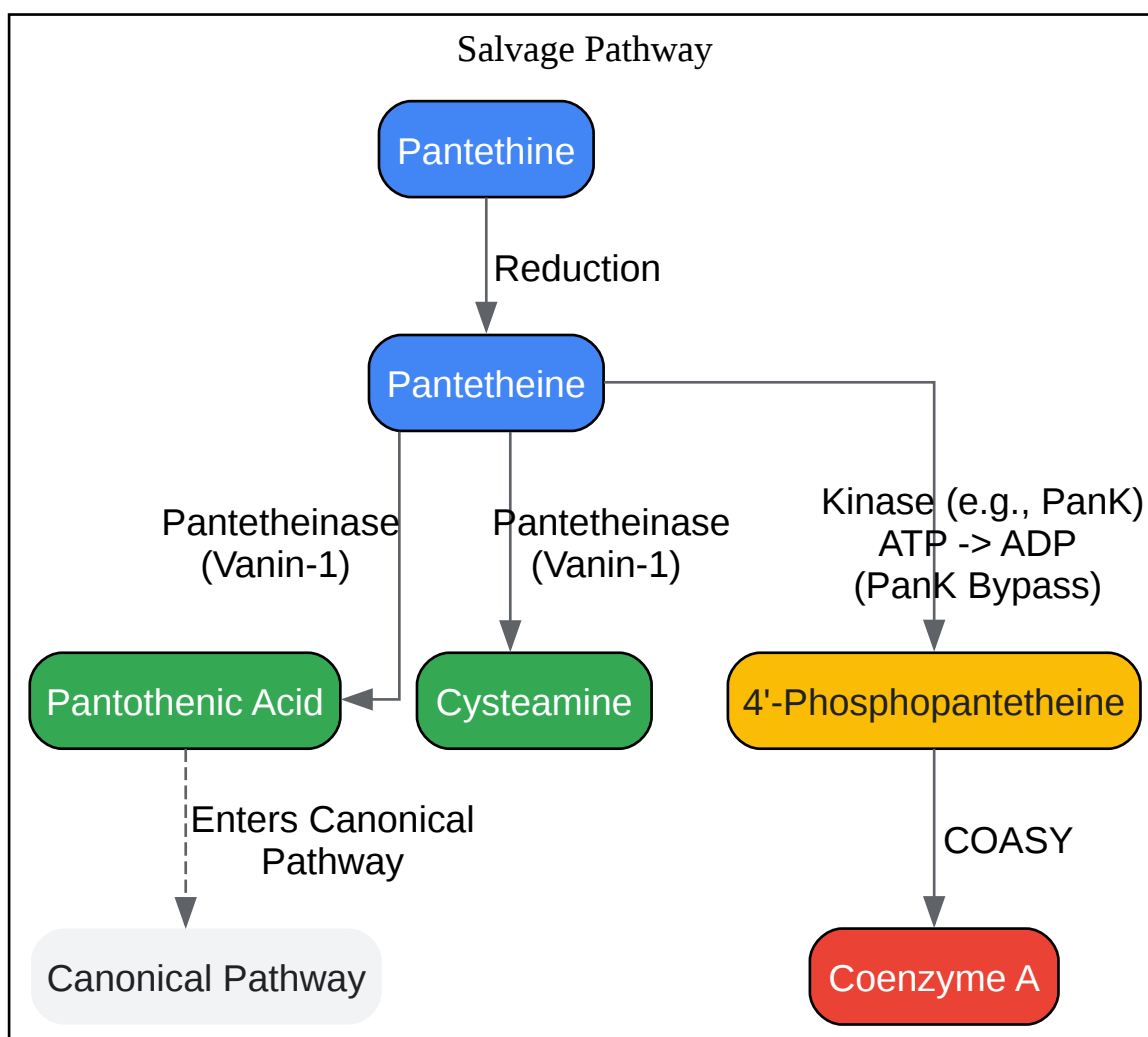 Salvage Pathway
Pantethine
Reduction
Pantetheine
Pantetheinase
(Vanin-1)
Pantetheinase
(Vanin-1)
Kinase (e.g., PanK)
ATP -> ADP
(PanK Bypass)
Pantothenic Acid
Cysteamine
4'-Phosphopantetheine
Enters Canonical
Pathway
COASY
Canonical Pathway
Coenzyme A